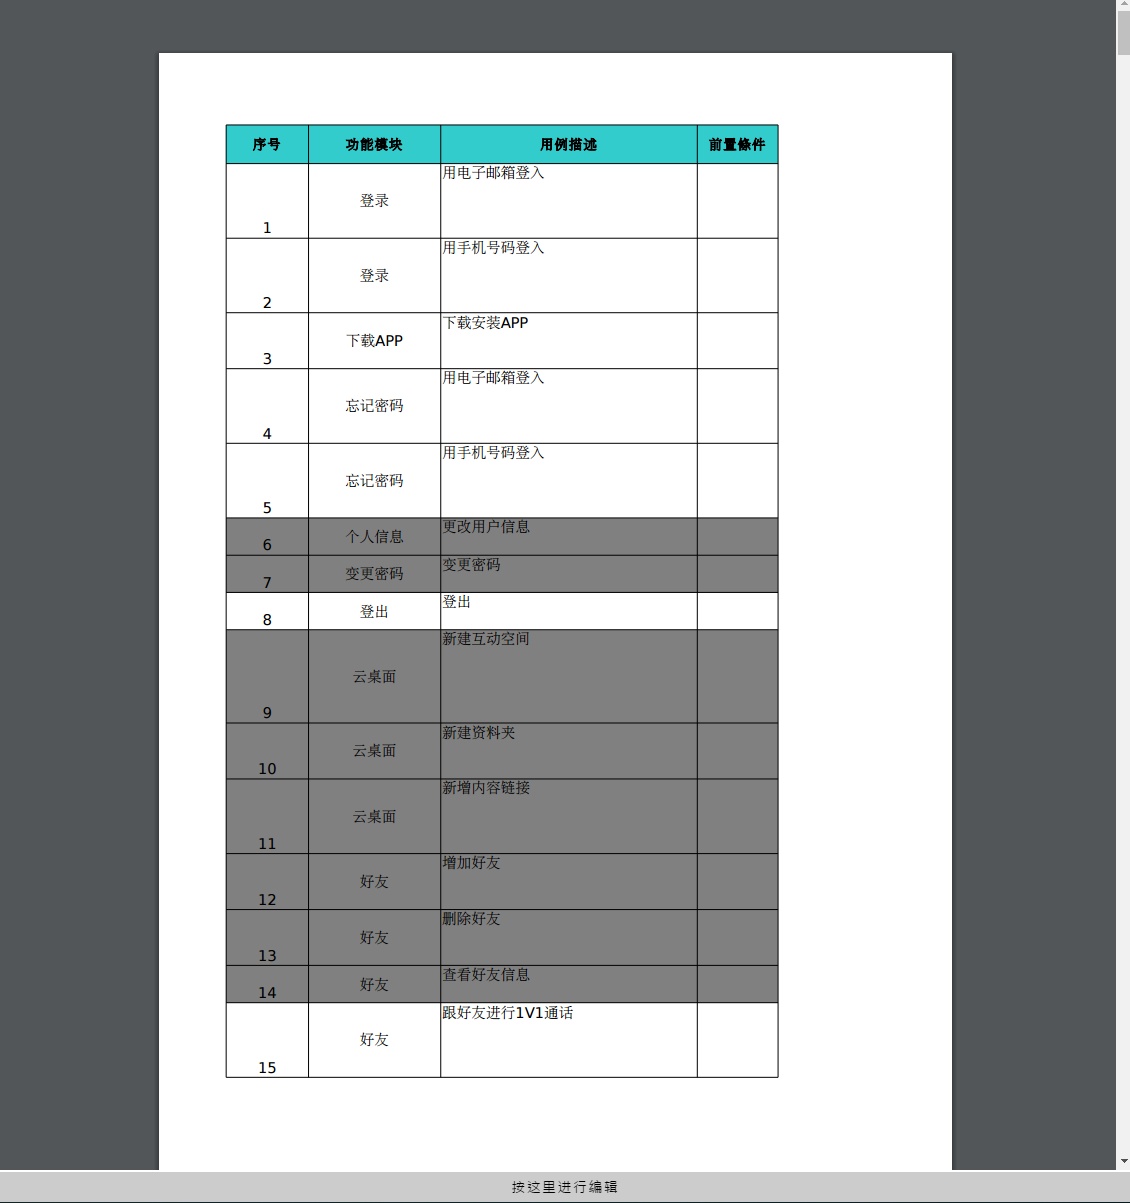 序号 功能模块 用例描述 前置條件
1 登录 用电子邮箱登入
2 登录 用手机号码登入
3 下载APP 下载安装APP
4 忘记密码 用电子邮箱登入
5 忘记密码 用手机号码登入
6 个人信息 更改用户信息
7 变更密码 变更密码
8 登出 登出
9 云桌面 新建互动空间
10 云桌面 新建资料夹
11 云桌面 新增内容链接
12 好友 增加好友
13 好友 删除好友
14 好友 查看好友信息
15 好友 跟好友进行1V1通话
按这里进行编辑